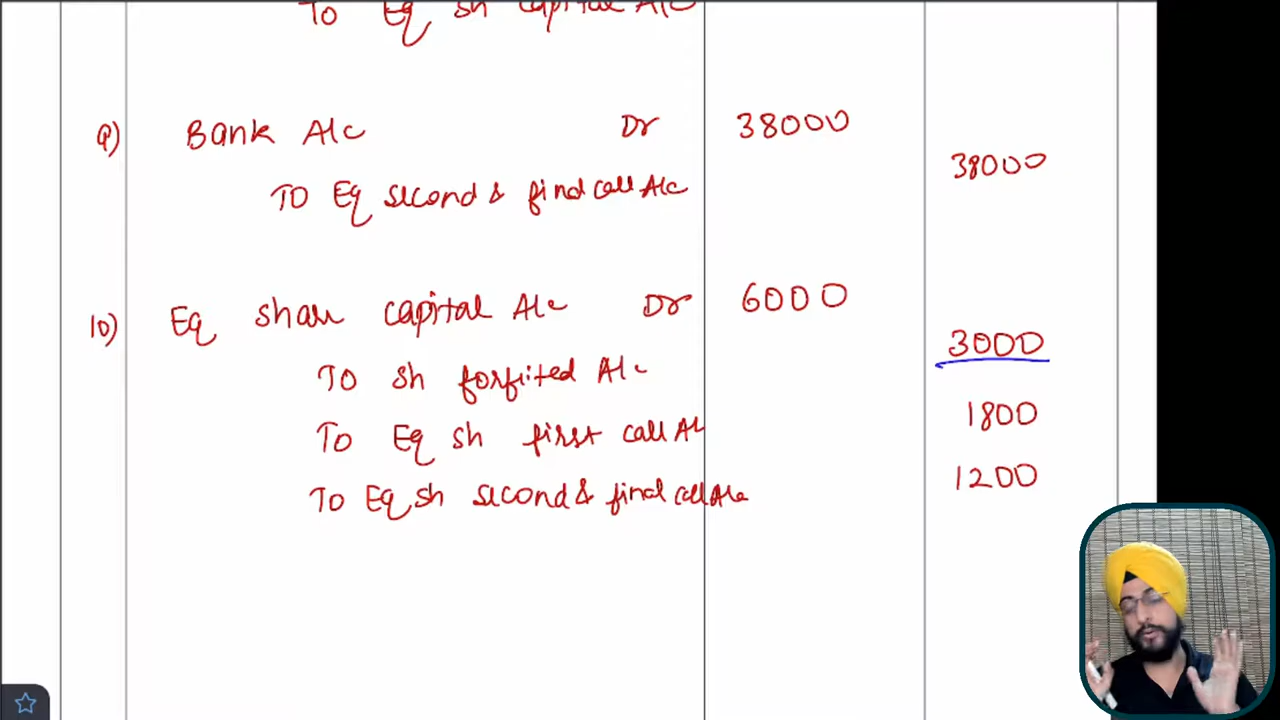 To Eq sh capital A/c
9) Bank A/c Dr 38000
38000
To Eq second & final call A/c
10) Eq share capital A/c Dr 6000
3000
To sh forfited A/c
To Eq sh first call A/c 1800
To Eq sh second & final call A/c 1200